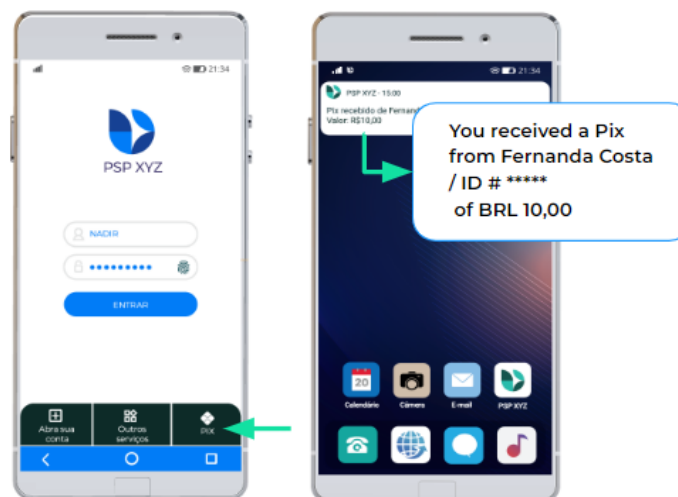 21:34
PSP XYZ
NADIR
ENTRAR
Abra sua
conta
Outros
serviços
PIX
21:34
PSP XYZ - 15:00
Pix recebido de
Valor: R$10,00
You received a Pix
from Fernanda Costa
/ ID # *****
of BRL 10,00
20
Calendário
Câmera
E-mail
PSP XYZ